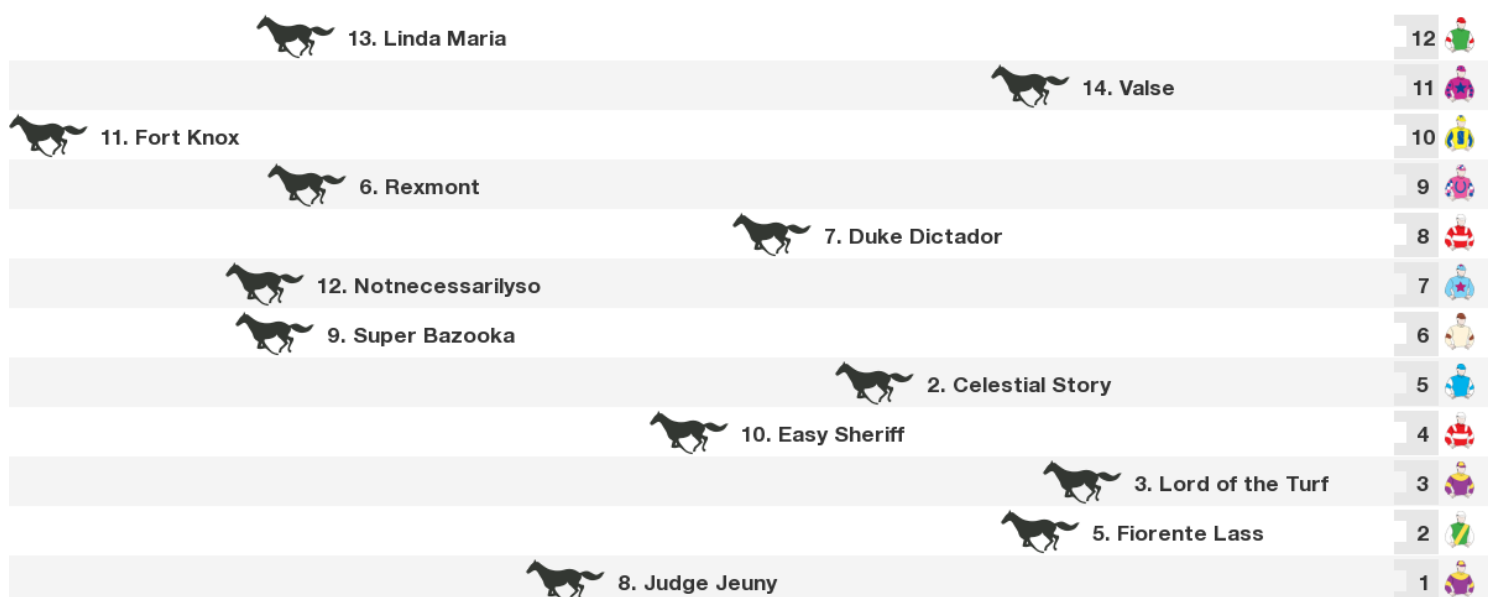 13. Linda Maria 12
14. Valse 11
11. Fort Knox 10
6. Rexmont 9
7. Duke Dictador 8
12. Notnecessarilyso 7
9. Super Bazooka 6
2. Celestial Story 5
10. Easy Sheriff 4
3. Lord of the Turf 3
5. Fiorente Lass 2
8. Judge Jeuny 1